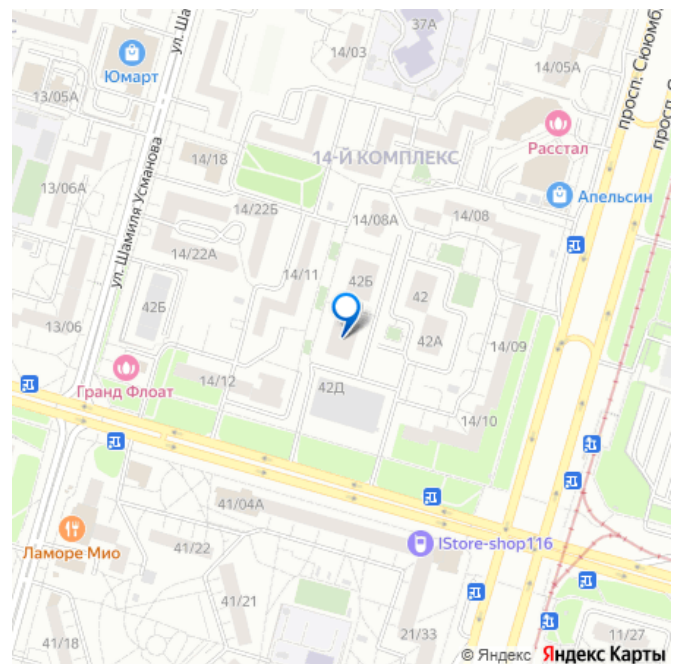 37А
ул. Ша
14/03
просп. Сююмб
просп. С
Юмарт
14/05А
13/05А
Расстал
14/18
14-Й КОМПЛЕКС
ул. Шамиля Усманова
13/06А
Апельсин
14/22Б
14/08А
14/08
14/22А
14/11
42Б
42
42Б
13/06
42А
14/09
Гранд Флоат
14/12
42Д
14/10
41/04А
Ламоре Мио
41/22
IStore-shop116
41/21
41/18
21/33
11/27
© Яндекс Яндекс Карты